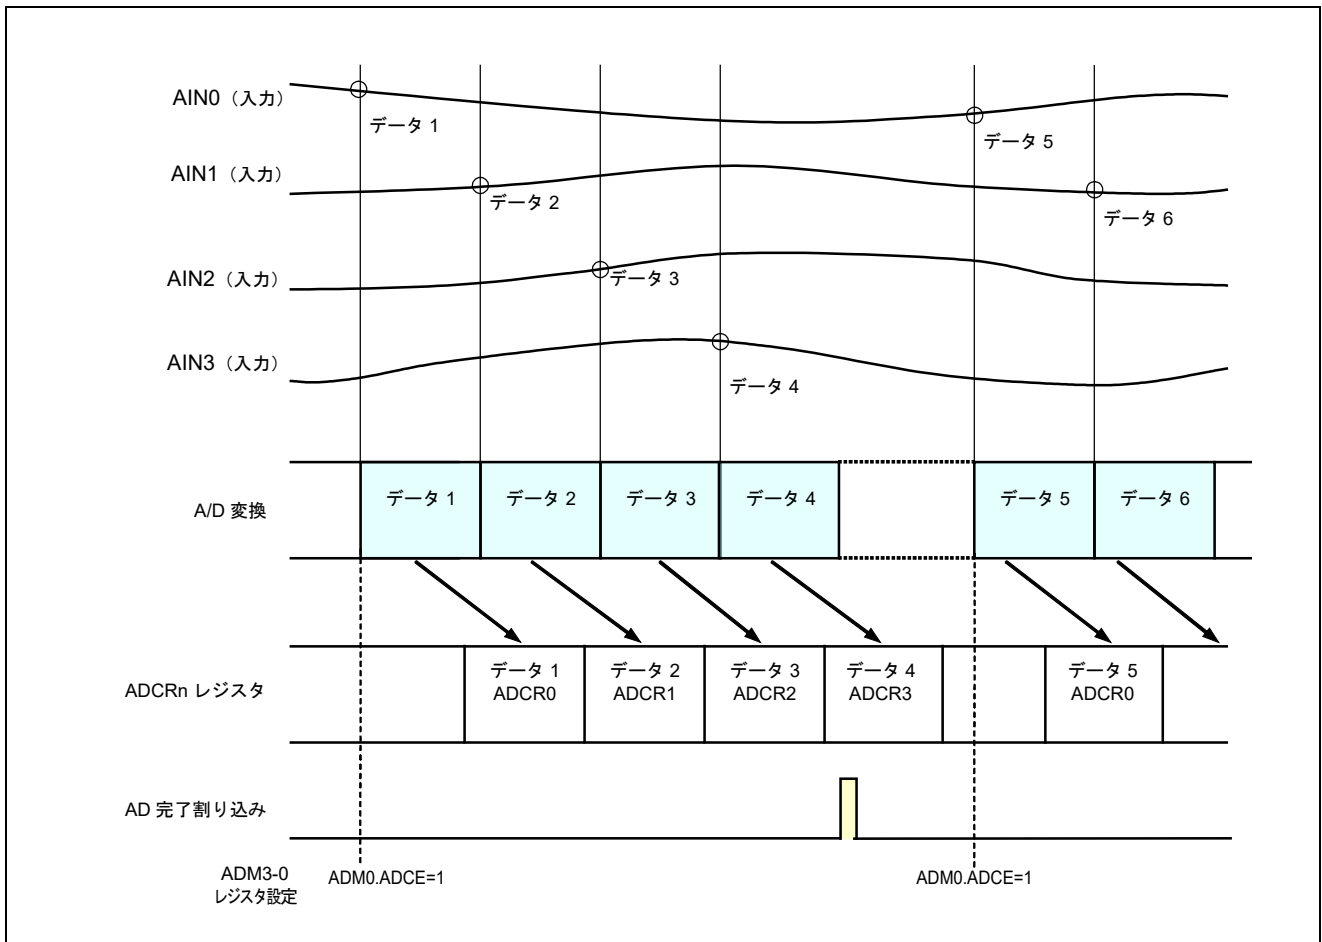 AIN0（入力）
データ 1
データ 5
AIN1（入力）
データ 2
データ 6
AIN2（入力）
データ 3
AIN3（入力）
データ 4
A/D 変換
データ 1
データ 2
データ 3
データ 4
データ 5
データ 6
ADCRn レジスタ
データ 1
ADCR0
データ 2
ADCR1
データ 3
ADCR2
データ 4
ADCR3
データ 5
ADCR0
AD 完了割り込み
ADM3-0
レジスタ設定
ADM0.ADCE=1
ADM0.ADCE=1